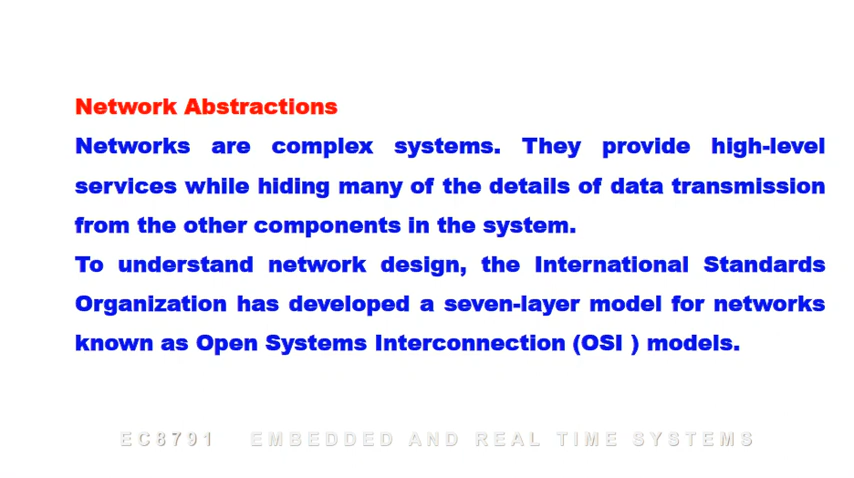 Network Abstractions
Networks are complex systems. They provide high-level
services while hiding many of the details of data transmission
from the other components in the system.
To understand network design, the International Standards
Organization has developed a seven-layer model for networks
known as Open Systems Interconnection (OSI ) models.
EC8791 EMBEDDED AND REAL TIME SYSTEMS